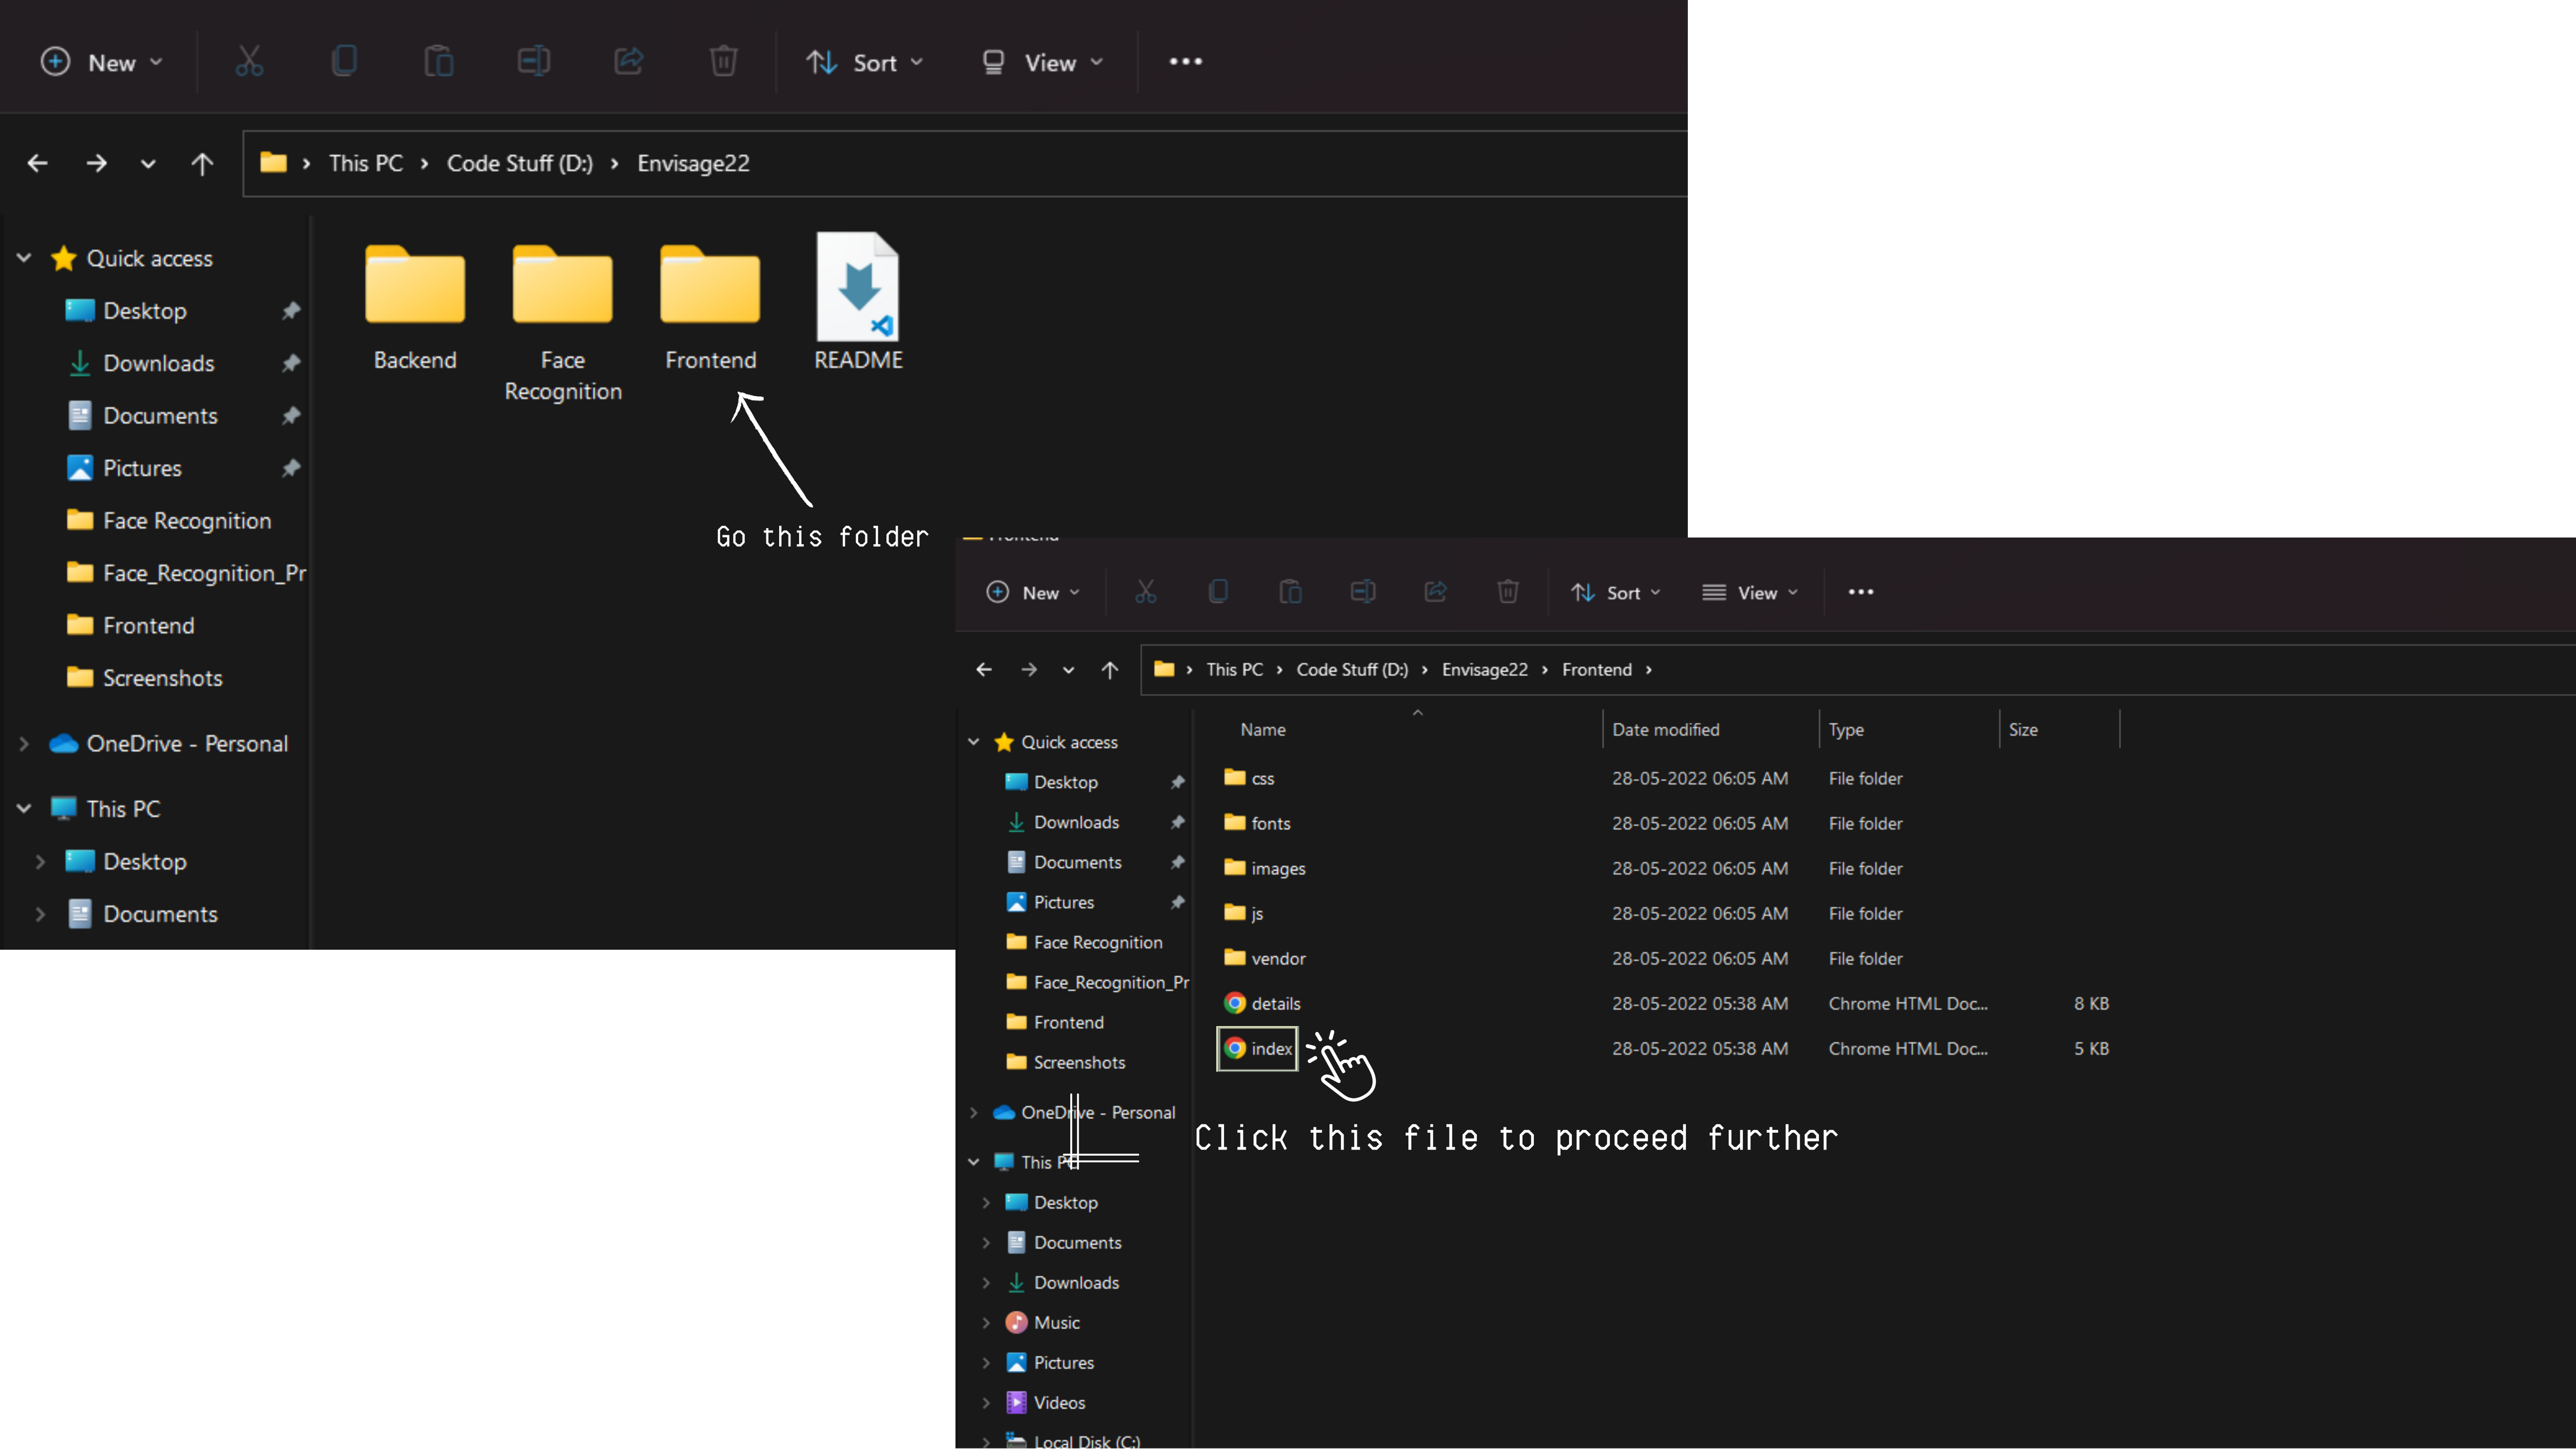 New
Sort
View
This PC > Code Stuff (D:) > Envisage22
Quick access
Desktop
Downloads
Documents
Pictures
Face Recognition
Face_Recognition_Pr
Frontend
Screenshots
OneDrive - Personal
This PC
Desktop
Documents
Backend
Face
Recognition
Frontend
README
Go this folder
Frontend
New
Sort
View
This PC > Code Stuff (D:) > Envisage22 > Frontend >
Quick access
Desktop
Downloads
Documents
Pictures
Face Recognition
Face_Recognition_Pr
Frontend
Screenshots
OneDrive - Personal
This PC
Desktop
Documents
Downloads
Music
Pictures
Videos
Local Disk (C:)
Name Date modified Type Size
css 28-05-2022 06:05 AM File folder
fonts 28-05-2022 06:05 AM File folder
images 28-05-2022 06:05 AM File folder
js 28-05-2022 06:05 AM File folder
vendor 28-05-2022 06:05 AM File folder
details 28-05-2022 05:38 AM Chrome HTML Doc... 8 KB
index 28-05-2022 05:38 AM Chrome HTML Doc... 5 KB
Click this file to proceed further